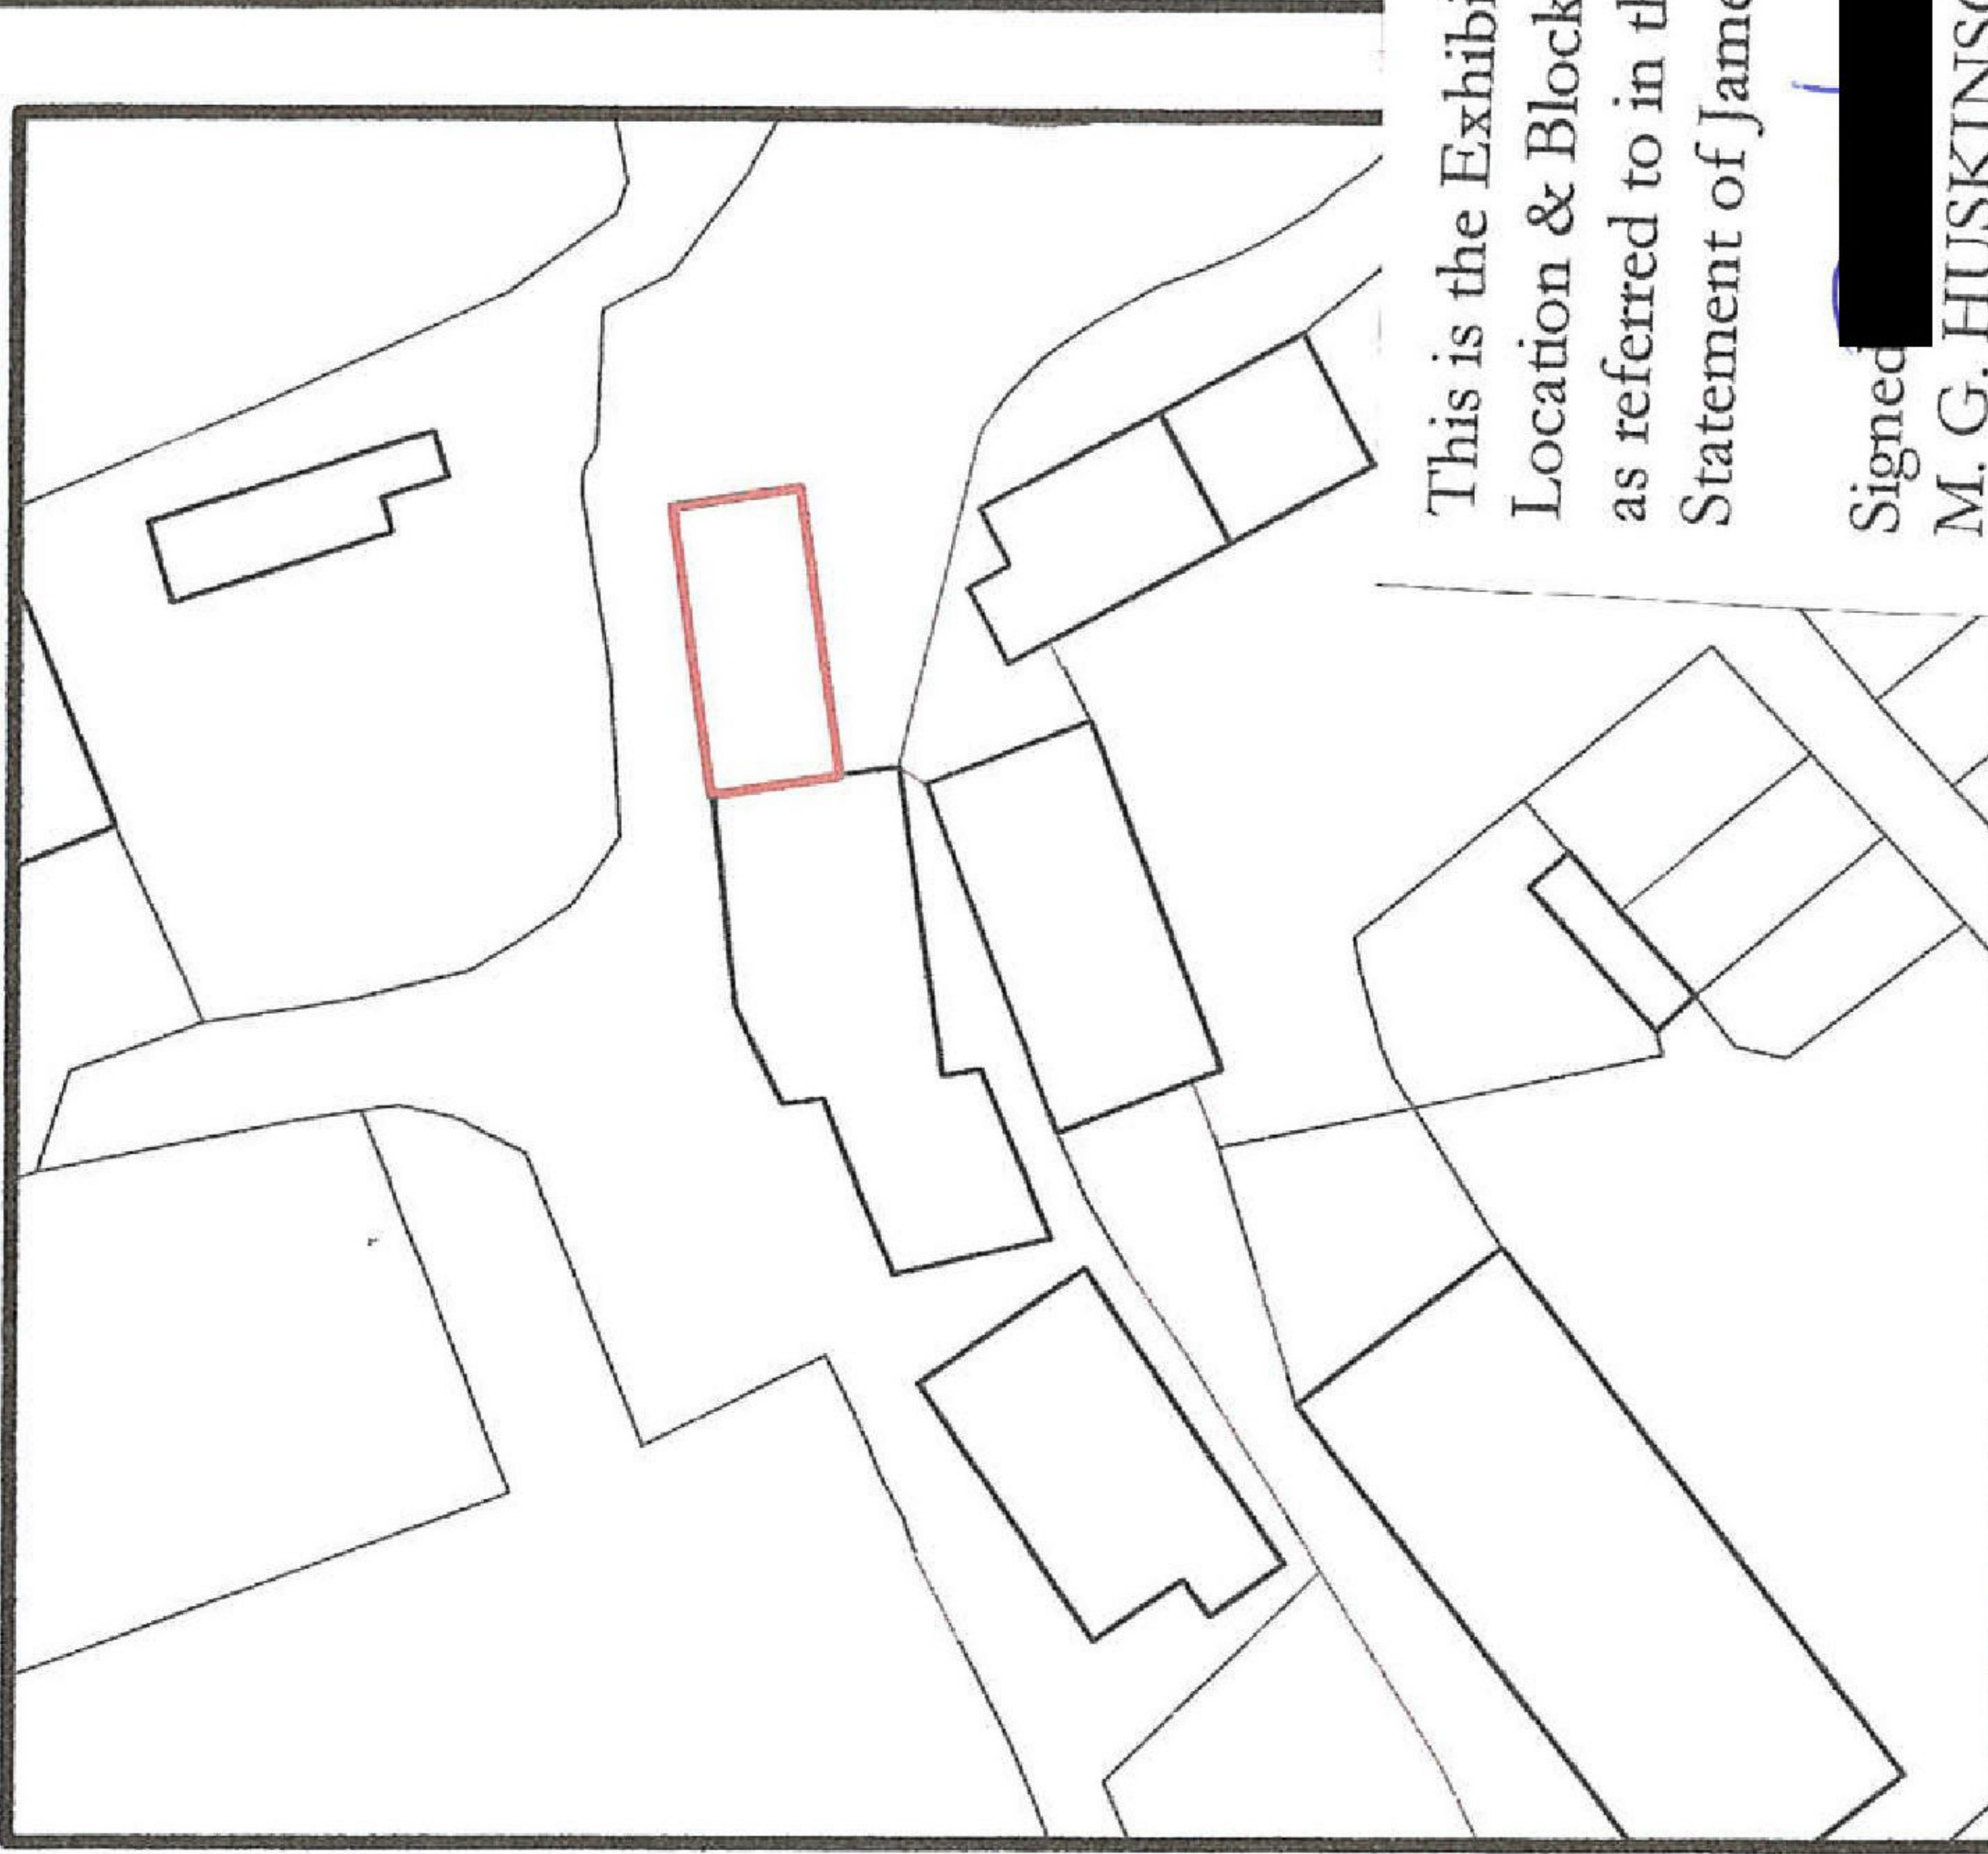 This is the Exhibi
Location & Block
as referred to in th
Statement of Jame
Signed
M. G. HUSKINS